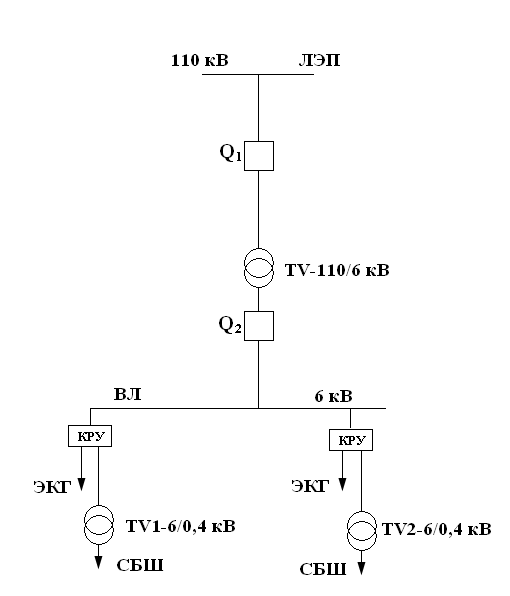 110 кВ ЛЭП
Q1
TV-110/6 кВ
Q2
ВЛ 6 кВ
КРУ КРУ
ЭКГ ЭКГ
TV1-6/0,4 кВ TV2-6/0,4 кВ
СБШ СБШ